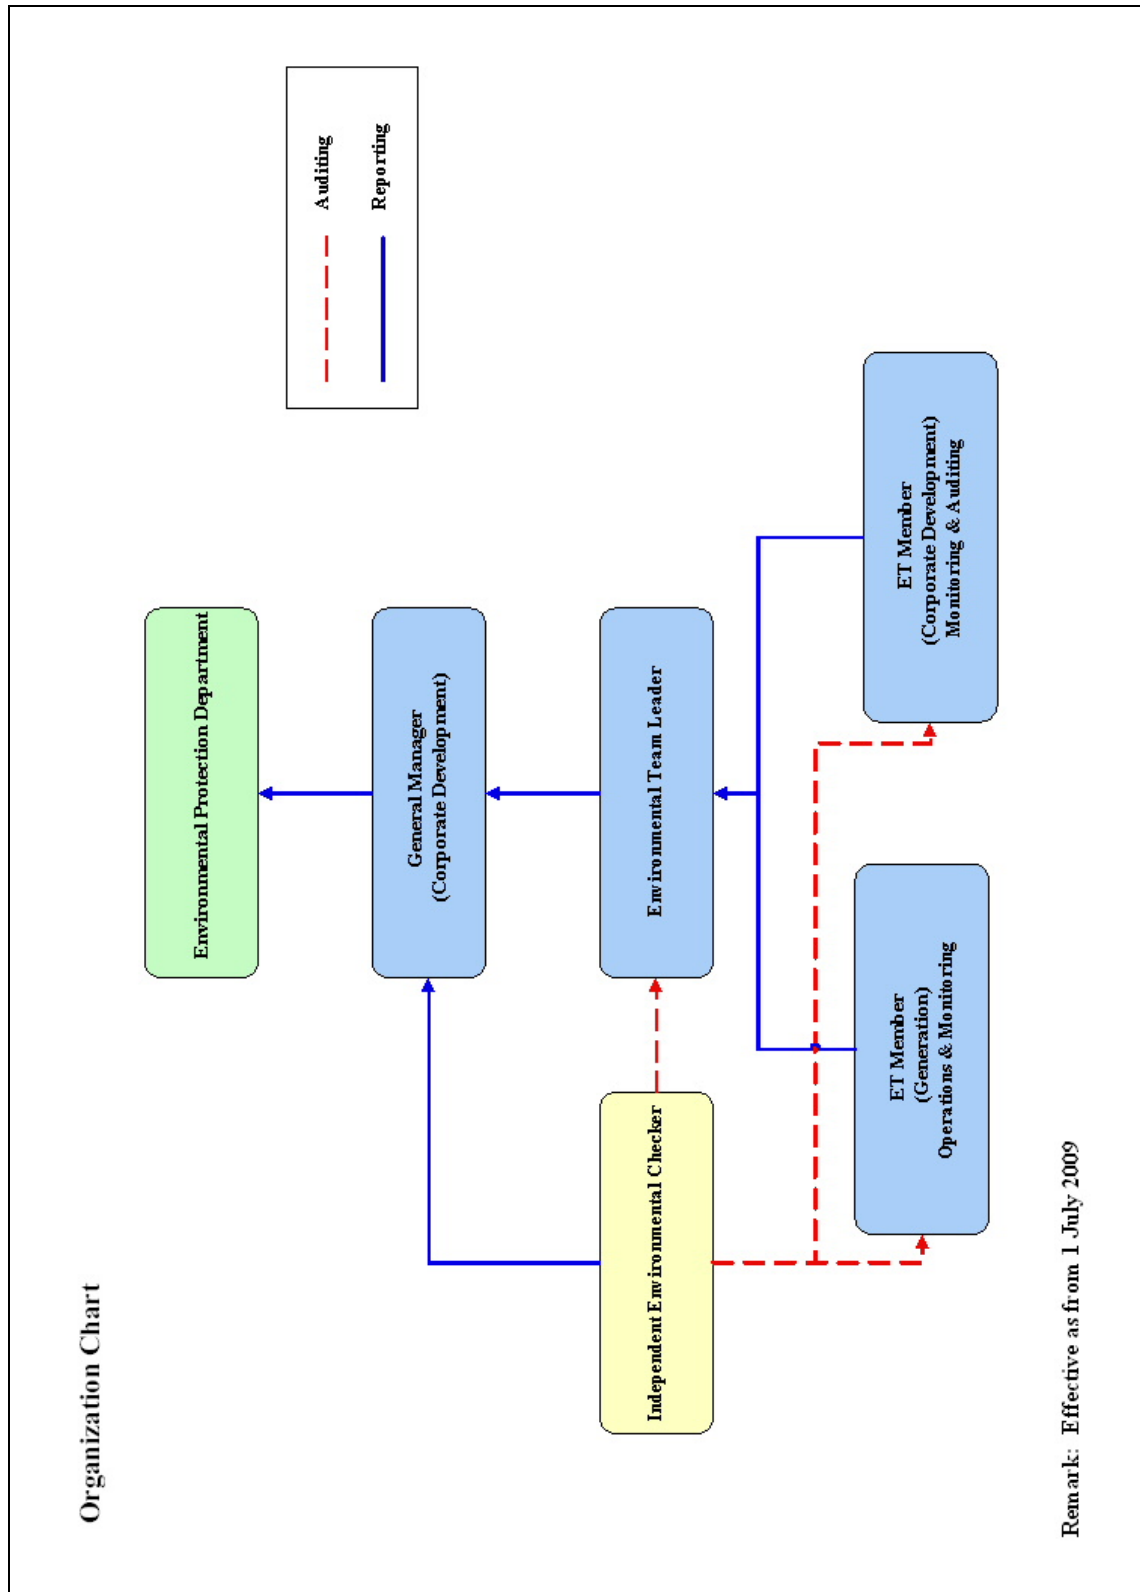 Organization Chart
Auditing
Reporting
Environmental Protection Department
General Manager
(Corporate Development)
Independent Environmental Checker
Environmental Team Leader
ET Member
(Generation)
Operations & Monitoring
ET Member
(Corporate Development)
Monitoring & Auditing
Remark: Effective as from 1 July 2009